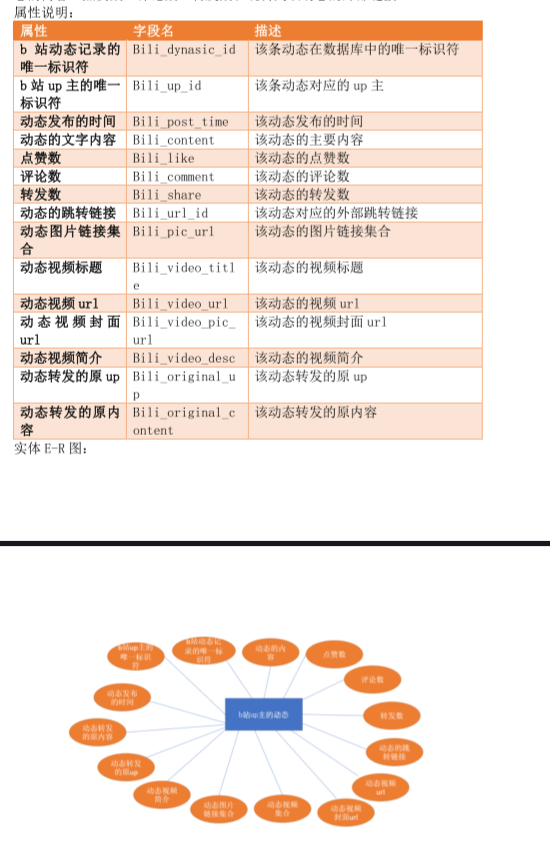 属性说明：
属性 字段名 描述
b 站动态记录的 Bili_dynasic_id 该条动态在数据库中的唯一标识符
唯一标识符
b 站 up 主的唯一 Bili_up_id 该条动态对应的 up 主
标识符
动态发布的时间 Bili_post_time 该动态发布的时间
动态的文字内容 Bili_content 该动态的主要内容
点赞数 Bili_like 该动态的点赞数
评论数 Bili_comment 该动态的评论数
转发数 Bili_share 该动态的转发数
动态的跳转链接 Bili_url_id 该动态对应的外部跳转链接
动态图片链接集 Bili_pic_url 该动态的图片链接集合
合
动态视频标题 Bili_video_titl 该动态的视频标题
e
动态视频 url Bili_video_url 该动态的视频 url
动态视频封面 Bili_video_pic_ 该动态的视频封面 url
url url
动态视频简介 Bili_video_desc 该动态的视频简介
动态转发的原 up Bili_original_u 该动态转发的原 up
p
动态转发的原内 Bili_original_c 该动态转发的原内容
容 ontent
实体 E-R 图：
b站up主的
唯一标识
符
b站动态记
录的唯一标
识符
动态的内
容
点赞数
评论数
转发数
动态的跳
转链接
动态视频
url
动态视频
封面url
动态视频
集合
动态图片
链接集合
动态视频
简介
动态转发
的原up
动态转发
的原内容
动态发布
的时间
b站up主的动态